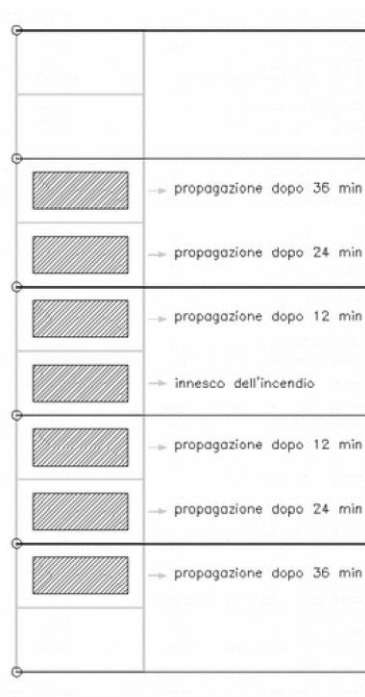 propagazione dopo 36 min
propagazione dopo 24 min
propagazione dopo 12 min
innesco dell'incendio
propagazione dopo 12 min
propagazione dopo 24 min
propagazione dopo 36 min